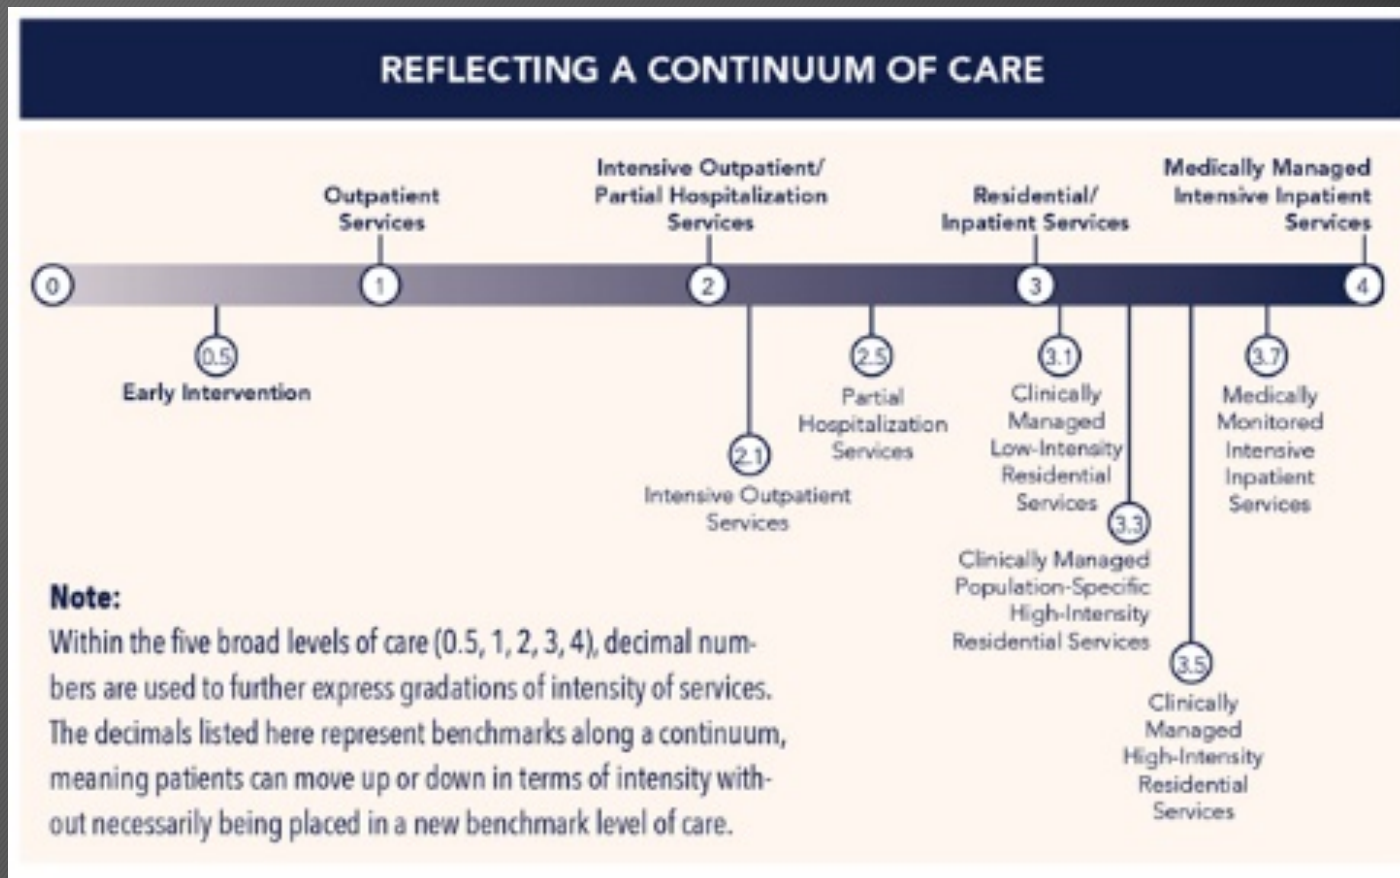 REFLECTING A CONTINUUM OF CARE
Outpatient
Services
Intensive Outpatient/
Partial Hospitalization
Services
Residential/
Inpatient Services
Medically Managed
Intensive Inpatient
Services
0
1
2
3
4
0.5
Early Intervention
2.1
Intensive Outpatient
Services
2.5
Partial
Hospitalization
Services
3.1
Clinically
Managed
Low-Intensity
Residential
Services
3.3
Clinically Managed
Population-Specific
High-Intensity
Residential Services
3.5
Clinically
Managed
High-Intensity
Residential
Services
3.7
Medically
Monitored
Intensive
Inpatient
Services
Note:
Within the five broad levels of care (0.5, 1, 2, 3, 4), decimal num-
bers are used to further express gradations of intensity of services.
The decimals listed here represent benchmarks along a continuum,
meaning patients can move up or down in terms of intensity with-
out necessarily being placed in a new benchmark level of care.